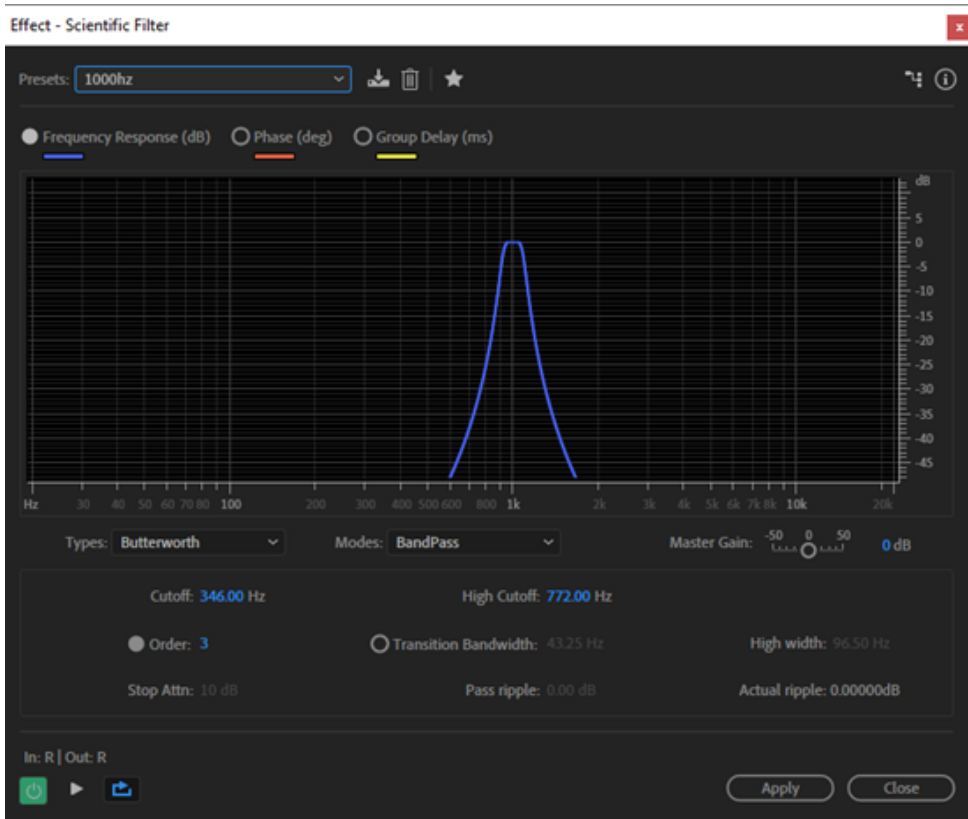 Effect - Scientific Filter
x
Presets: 1000hz
Frequency Response (dB) Phase (deg) Group Delay (ms)
dB
5
0
-5
-10
-15
-20
-25
-30
-35
-40
-45
Hz 30 40 50 60 70 80 100 200 300 400 500 600 800 1k 2k 3k 4k 5k 6k 7k 8k 10k 20k
Types: Butterworth Modes: BandPass Master Gain: -50 0 50 0 dB
Cutoff: 346.00 Hz High Cutoff: 772.00 Hz
Order: 3 Transition Bandwidth: 43.25 Hz High width: 96.50 Hz
Stop Attn: 10 dB Pass ripple: 0.00 dB Actual ripple: 0.00000dB
In: R | Out: R
Apply Close